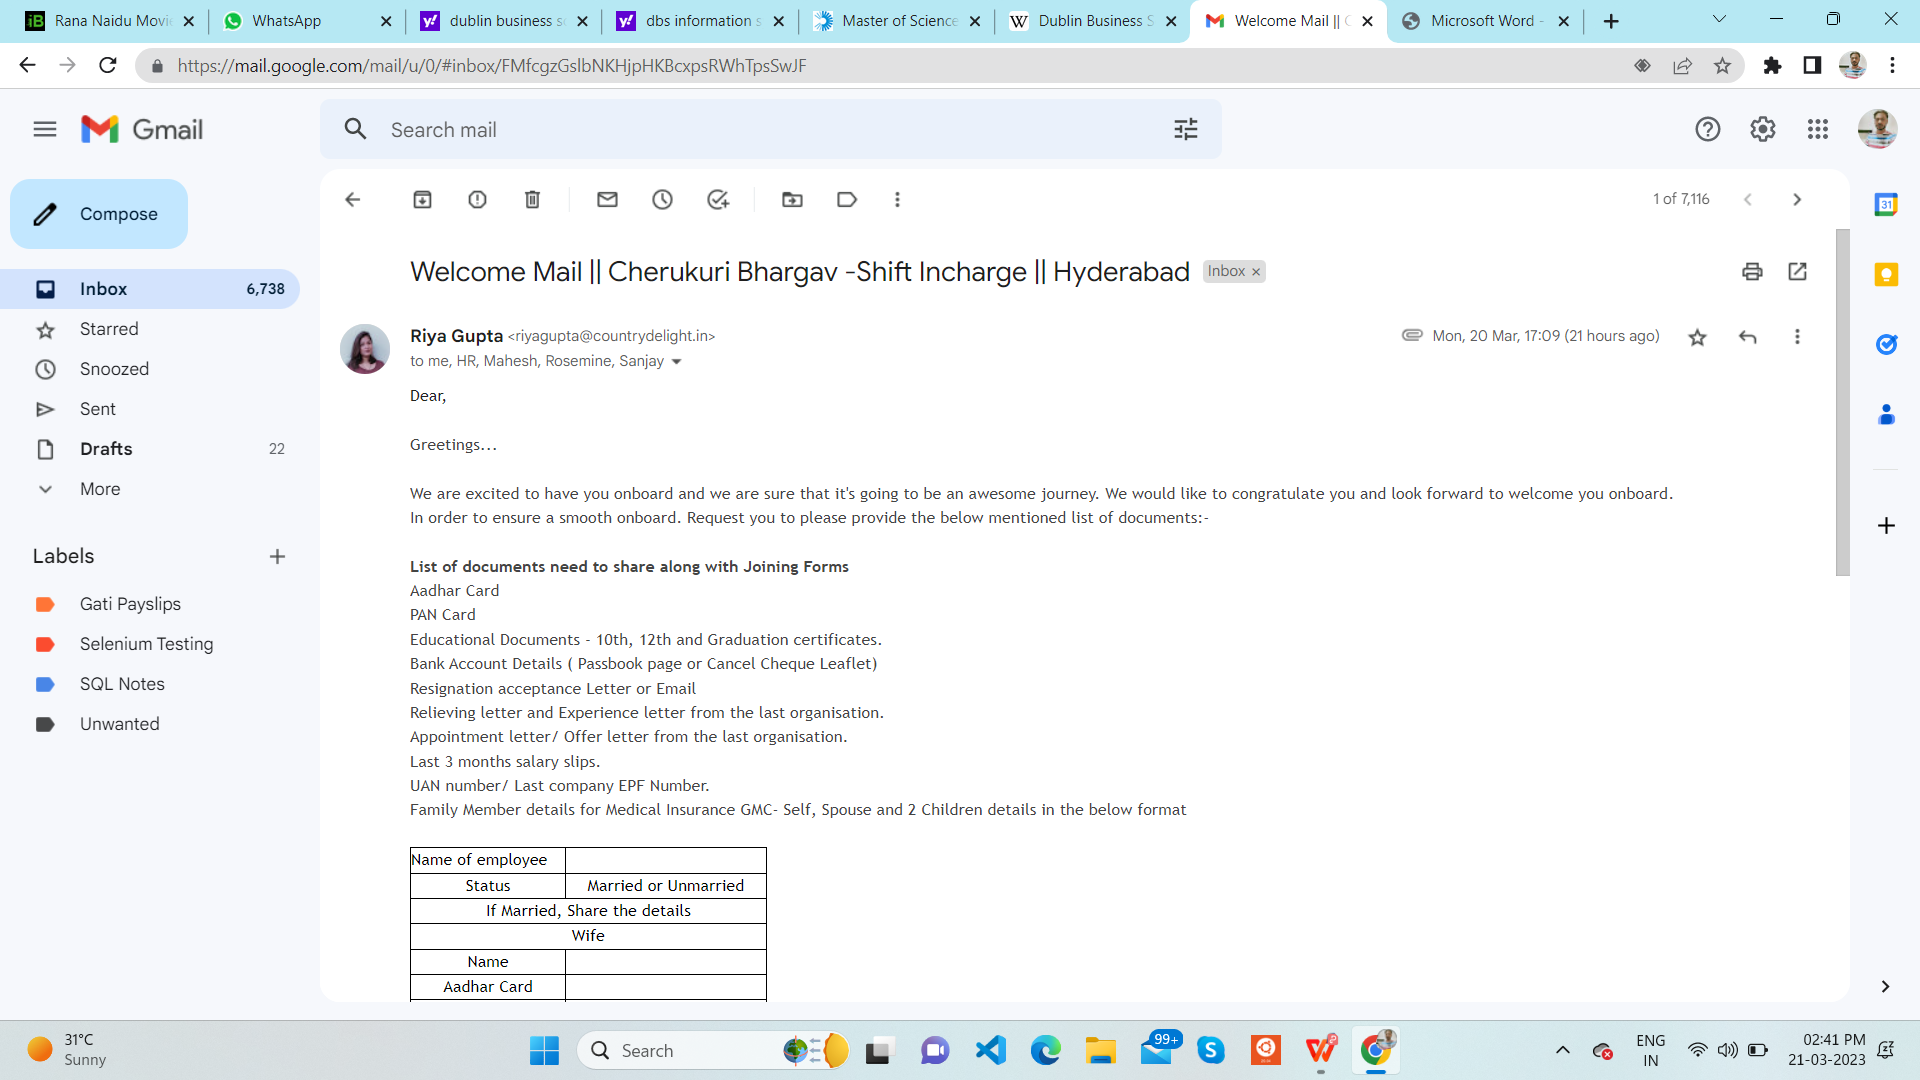 Rana Naidu Movi
WhatsApp
dublin business s
dbs information s
Master of Science
Dublin Business S
Welcome Mail ||
Microsoft Word -
https://mail.google.com/mail/u/0/#inbox/FMfcgzGslbNKHjpHKBcxpsRWhTpsSwJF
Gmail
Search mail
Compose
1 of 7,116
Inbox 6,738
Starred
Snoozed
Sent
Drafts 22
More
Labels
Gati Payslips
Selenium Testing
SQL Notes
Unwanted
Welcome Mail || Cherukuri Bhargav -Shift Incharge || Hyderabad Inbox ×
Riya Gupta <riyagupta@countrydelight.in>
Mon, 20 Mar, 17:09 (21 hours ago)
to me, HR, Mahesh, Rosemine, Sanjay
Dear,
Greetings...
We are excited to have you onboard and we are sure that it's going to be an awesome journey. We would like to congratulate you and look forward to welcome you onboard.
In order to ensure a smooth onboard. Request you to please provide the below mentioned list of documents:-
List of documents need to share along with Joining Forms
Aadhar Card
PAN Card
Educational Documents - 10th, 12th and Graduation certificates.
Bank Account Details ( Passbook page or Cancel Cheque Leaflet)
Resignation acceptance Letter or Email
Relieving letter and Experience letter from the last organisation.
Appointment letter/ Offer letter from the last organisation.
Last 3 months salary slips.
UAN number/ Last company EPF Number.
Family Member details for Medical Insurance GMC- Self, Spouse and 2 Children details in the below format
Name of employee
Status Married or Unmarried
If Married, Share the details
Wife
Name
Aadhar Card
31
31°C
Sunny
Search
99+
ENG
IN
02:41 PM
21-03-2023